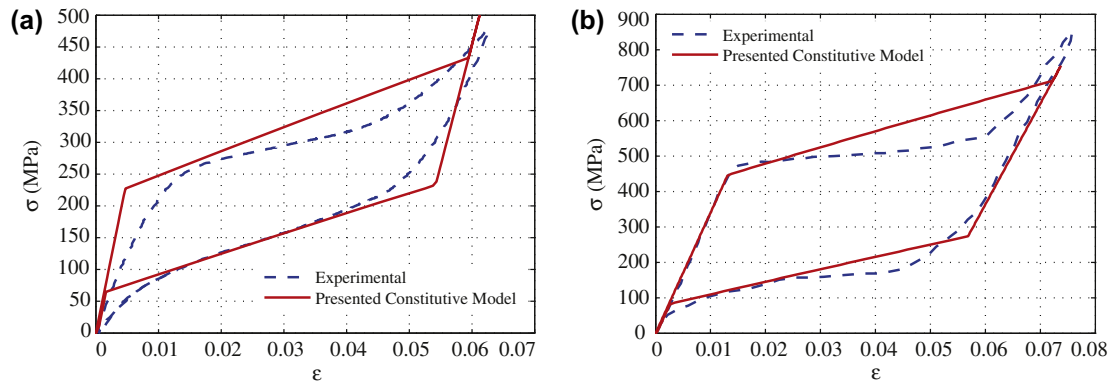 (a)
500
450
400
350
300
250
200
150
100
50
0
σ (MPa)
Experimental
Presented Constitutive Model
0 0.01 0.02 0.03 0.04 0.05 0.06 0.07
ε
(b)
900
800
700
600
500
400
300
200
100
0
σ (MPa)
Experimental
Presented Constitutive Model
0 0.01 0.02 0.03 0.04 0.05 0.06 0.07 0.08
ε